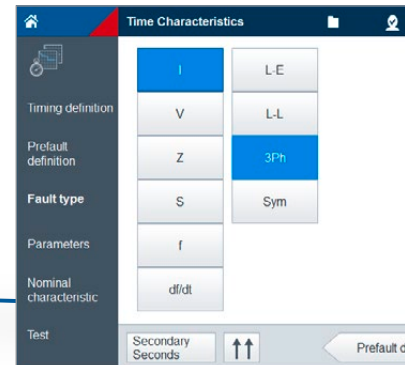 Time Characteristics
Timing definition
Prefault
definition
Fault type
Parameters
Nominal
characteristic
Test
I
L-E
V
L-L
Z
3Ph
S
Sym
f
df/dt
Secondary
Seconds
Prefault d